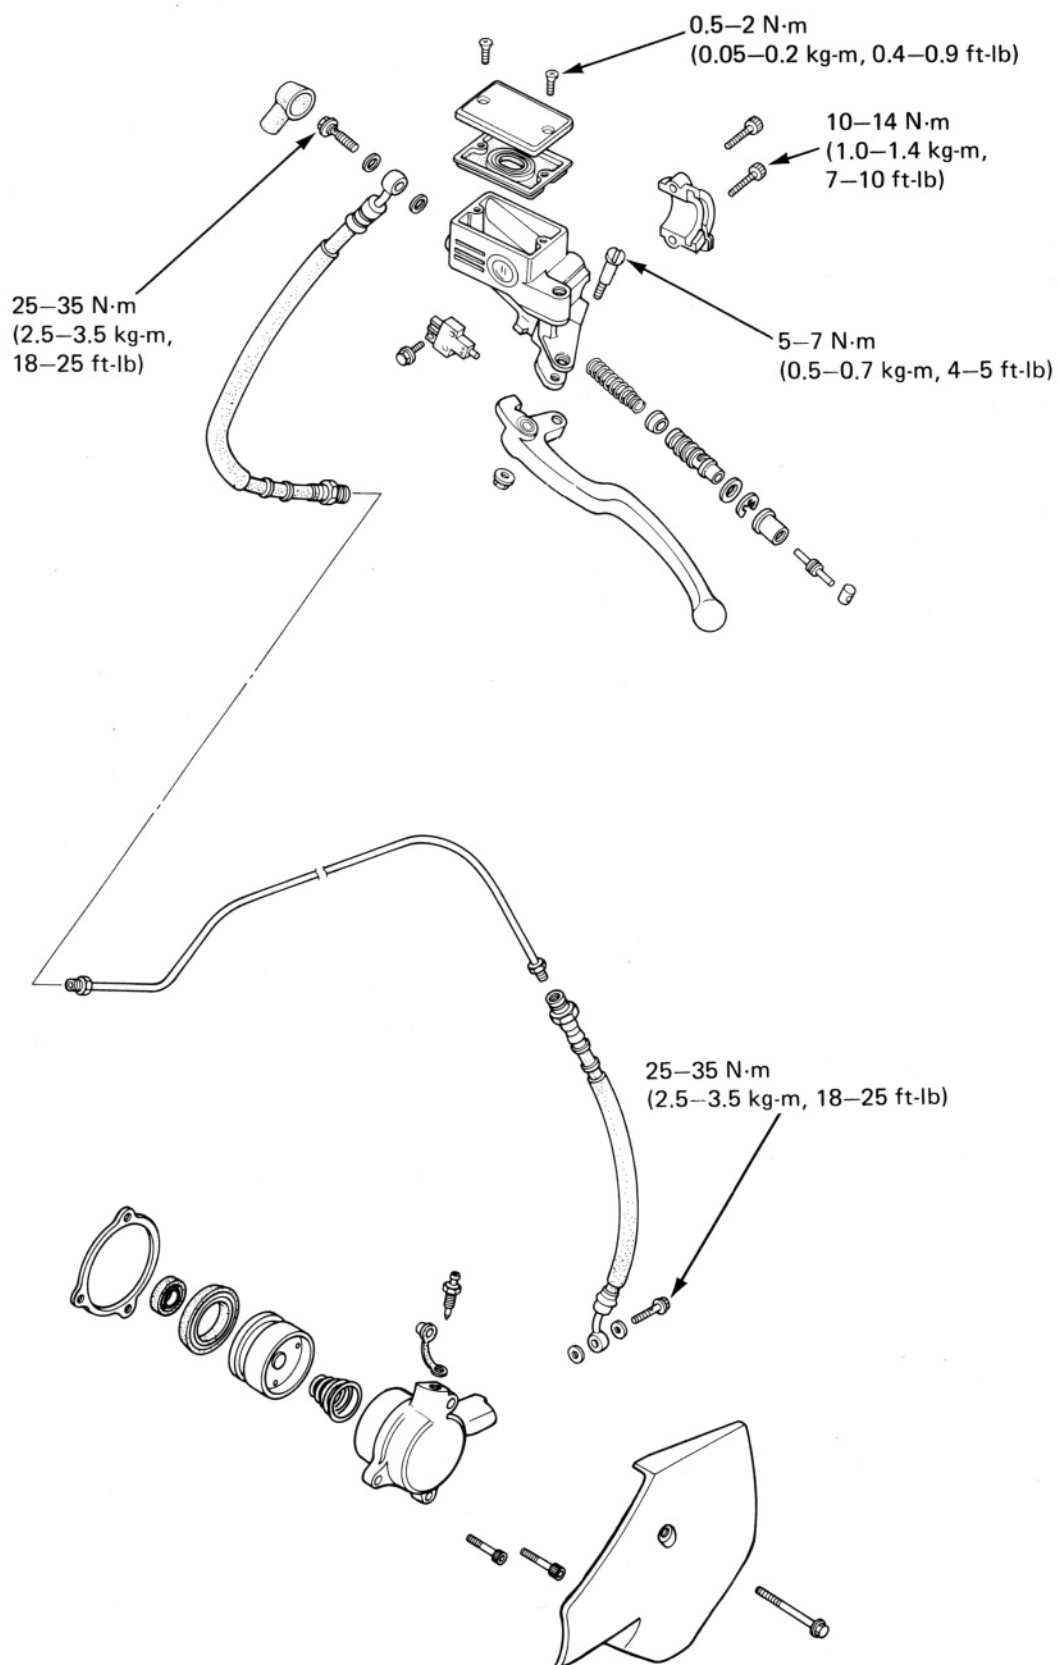 0.5–2 N·m
(0.05–0.2 kg-m, 0.4–0.9 ft-lb)
10–14 N·m
(1.0–1.4 kg-m,
7–10 ft-lb)
25–35 N·m
(2.5–3.5 kg-m,
18–25 ft-lb)
5–7 N·m
(0.5–0.7 kg-m, 4–5 ft-lb)
25–35 N·m
(2.5–3.5 kg-m, 18–25 ft-lb)